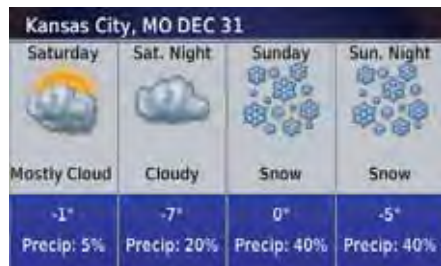 Kansas City, MO DEC 31
Saturday Sat. Night Sunday Sun. Night
Mostly Cloud Cloudy Snow Snow
-1° -7° 0° -5°
Precip: 5% Precip: 20% Precip: 40% Precip: 40%